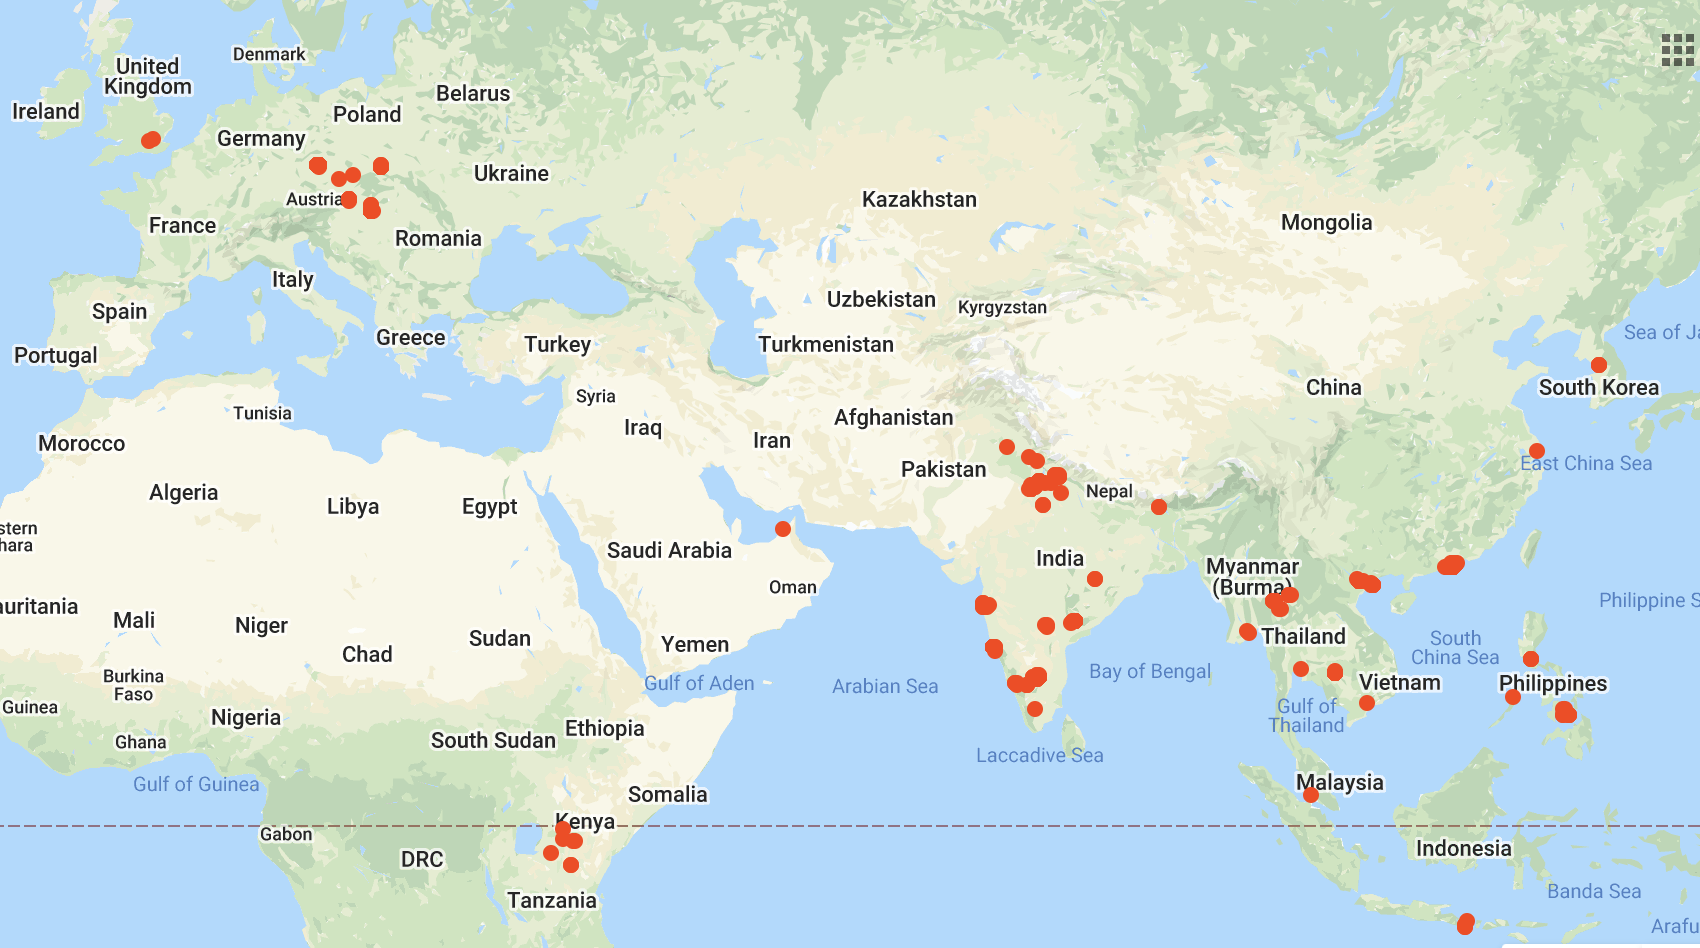 Denmark
United
Kingdom
Belarus
Ireland
Poland
Germany
Ukraine
Austria
Kazakhstan
France
Mongolia
Romania
Italy
Uzbekistan
Kyrgyzstan
Spain
Sea of Ja
Greece
Turkey
Turkmenistan
Portugal
China
South Korea
Syria
Tunisia
Afghanistan
Iraq
Iran
Morocco
Pakistan
East China Sea
Algeria
Nepal
Libya
Egypt
stern
hara
Saudi Arabia
India
Myanmar
(Burma)
Oman
Philippine S
auritania
Mali
Niger
Sudan
Thailand
Yemen
Chad
South
China Sea
Bay of Bengal
Burkina
Faso
Gulf of Aden
Arabian Sea
Vietnam
Philippines
Guinea
Nigeria
Gulf of
Thailand
Ethiopia
South Sudan
Ghana
Laccadive Sea
Gulf of Guinea
Malaysia
Somalia
Kenya
Gabon
Indonesia
DRC
Banda Sea
Tanzania
Arafu